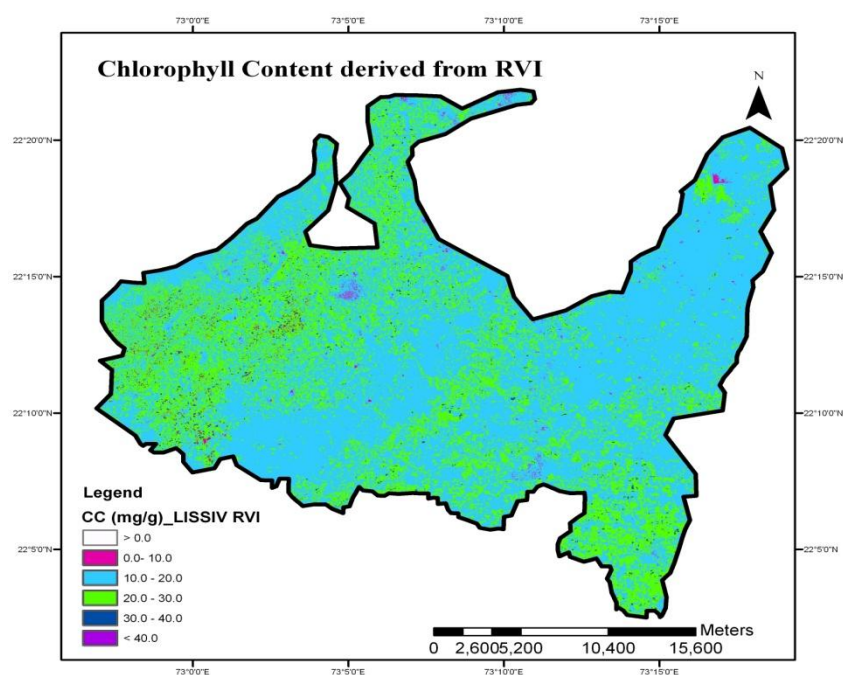 73°0'0"E 73°5'0"E 73°10'0"E 73°15'0"E
Chlorophyll Content derived from RVI
N
22°20'0"N 22°20'0"N
22°15'0"N 22°15'0"N
22°10'0"N 22°10'0"N
22°5'0"N 22°5'0"N
Legend
CC (mg/g)_LISSIV RVI
> 0.0
0.0- 10.0
10.0 - 20.0
20.0 - 30.0
30.0 - 40.0
< 40.0
Meters
0 2,6005,200 10,400 15,600
73°0'0"E 73°5'0"E 73°10'0"E 73°15'0"E